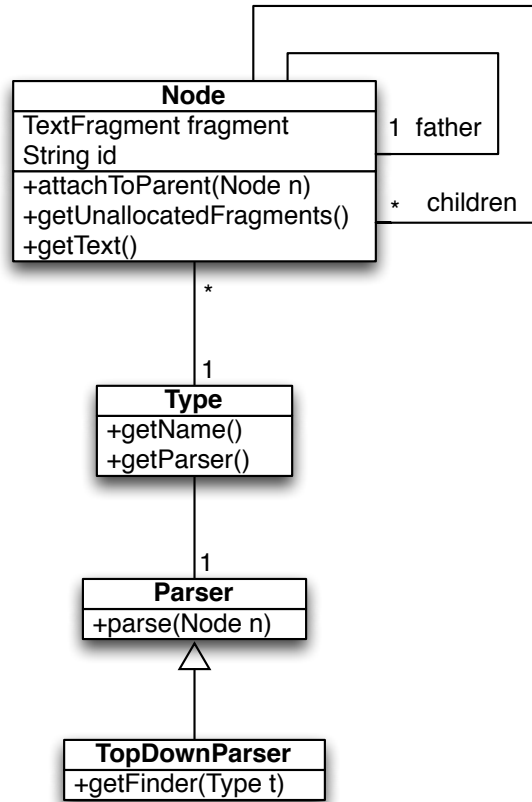 Node
TextFragment fragment
String id
+attachToParent(Node n)
+getUnallocatedFragments()
+getText()
1 father
* children
*
1
Type
+getName()
+getParser()
1
Parser
+parse(Node n)
TopDownParser
+getFinder(Type t)